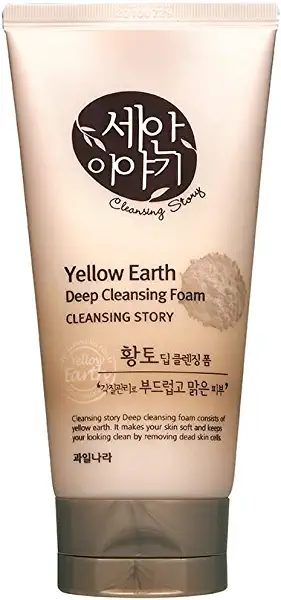 세안
이야기
Cleansing Story
Yellow Earth
Deep Cleansing Foam
CLEANSING STORY
Yellow
Earth
황토 딥 클렌징 폼
'각질관리로 부드럽고 맑은 피부'
Cleansing story Deep cleansing foam consists of
yellow earth. It makes your skin soft and keeps
your looking clean by removing dead skin cells.
과일나라